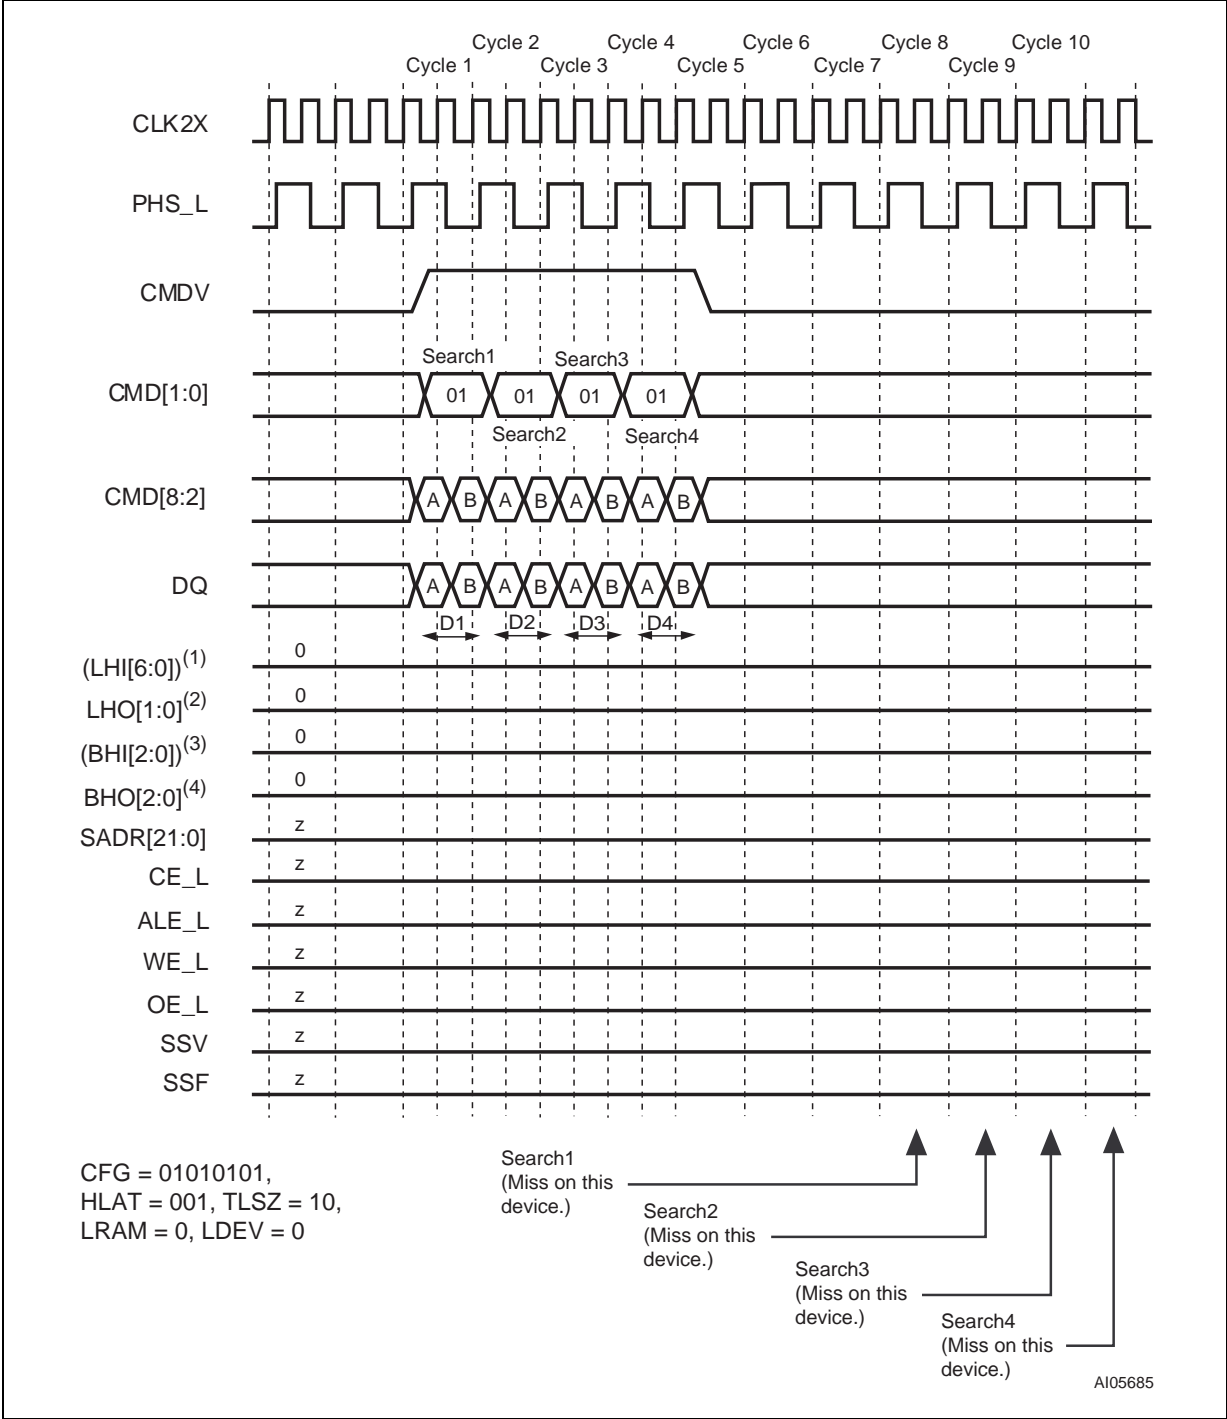 Cycle 2 Cycle 4 Cycle 6 Cycle 8 Cycle 10
Cycle 1 Cycle 3 Cycle 5 Cycle 7 Cycle 9
CLK2X
PHS_L
CMDV
Search1 Search3
CMD[1:0] 01 01 01 01
Search2 Search4
CMD[8:2] A B A B A B A B
DQ A B A B A B A B
D1 D2 D3 D4
(LHI[6:0])(1) 0
LHO[1:0](2) 0
(BHI[2:0])(3) 0
BHO[2:0](4) 0
SADR[21:0] z
CE_L z
ALE_L z
WE_L z
OE_L z
SSV z
SSF z
CFG = 01010101,
HLAT = 001, TLSZ = 10,
LRAM = 0, LDEV = 0
Search1
(Miss on this
device.)
Search2
(Miss on this
device.)
Search3
(Miss on this
device.)
Search4
(Miss on this
device.)
AI05685